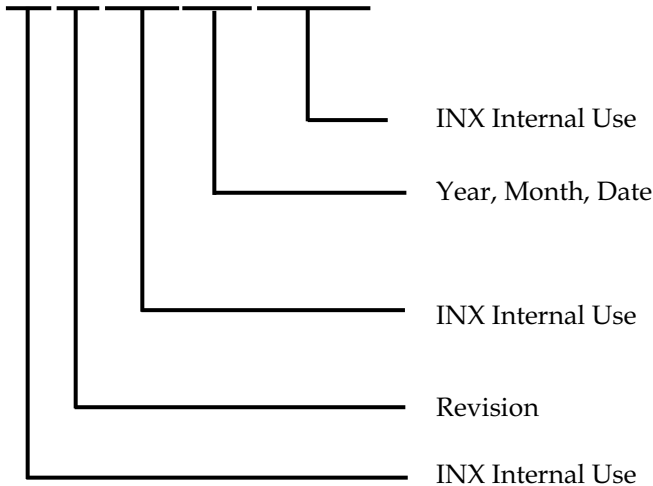 INX Internal Use
Year, Month, Date
INX Internal Use
Revision
INX Internal Use